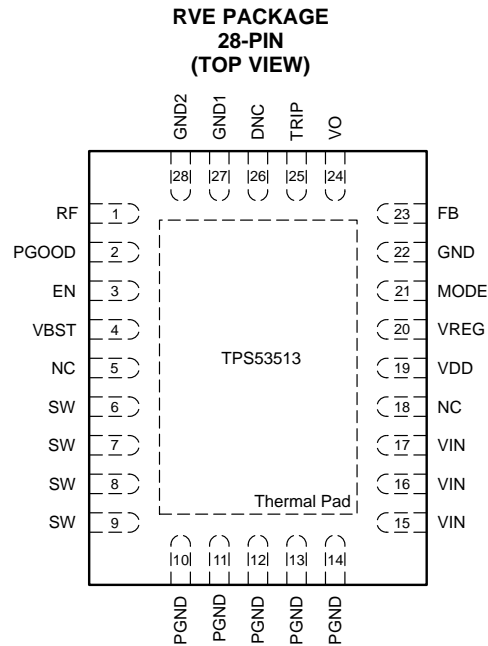 RVE PACKAGE
28-PIN
(TOP VIEW)
GND2
GND1
DNC
TRIP
VO
28
27
26
25
24
RF 1
23 FB
PGOOD 2
22 GND
EN 3
21 MODE
VBST 4
20 VREG
NC 5
TPS53513
19 VDD
SW 6
18 NC
SW 7
17 VIN
SW 8
16 VIN
Thermal Pad
SW 9
15 VIN
10
11
12
13
14
PGND
PGND
PGND
PGND
PGND